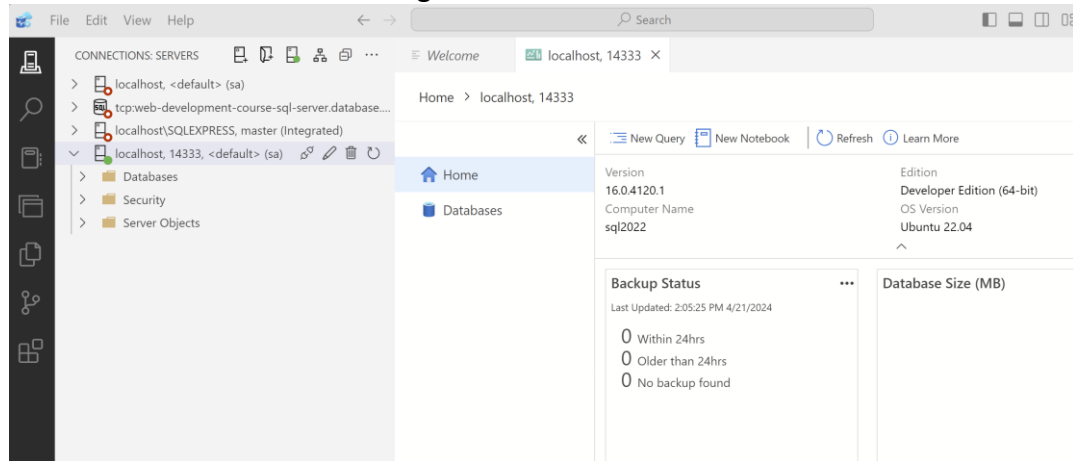 File Edit View Help
Search
CONNECTIONS: SERVERS
localhost, <default> (sa)
tcp:web-development-course-sql-server.database....
localhost\SQLEXPRESS, master (Integrated)
localhost, 14333, <default> (sa)
Databases
Security
Server Objects
Welcome
localhost, 14333
Home > localhost, 14333
New Query New Notebook Refresh Learn More
Home
Databases
Version
16.0.4120.1
Computer Name
sql2022
Edition
Developer Edition (64-bit)
OS Version
Ubuntu 22.04
Backup Status
Last Updated: 2:05:25 PM 4/21/2024
0 Within 24hrs
0 Older than 24hrs
0 No backup found
Database Size (MB)